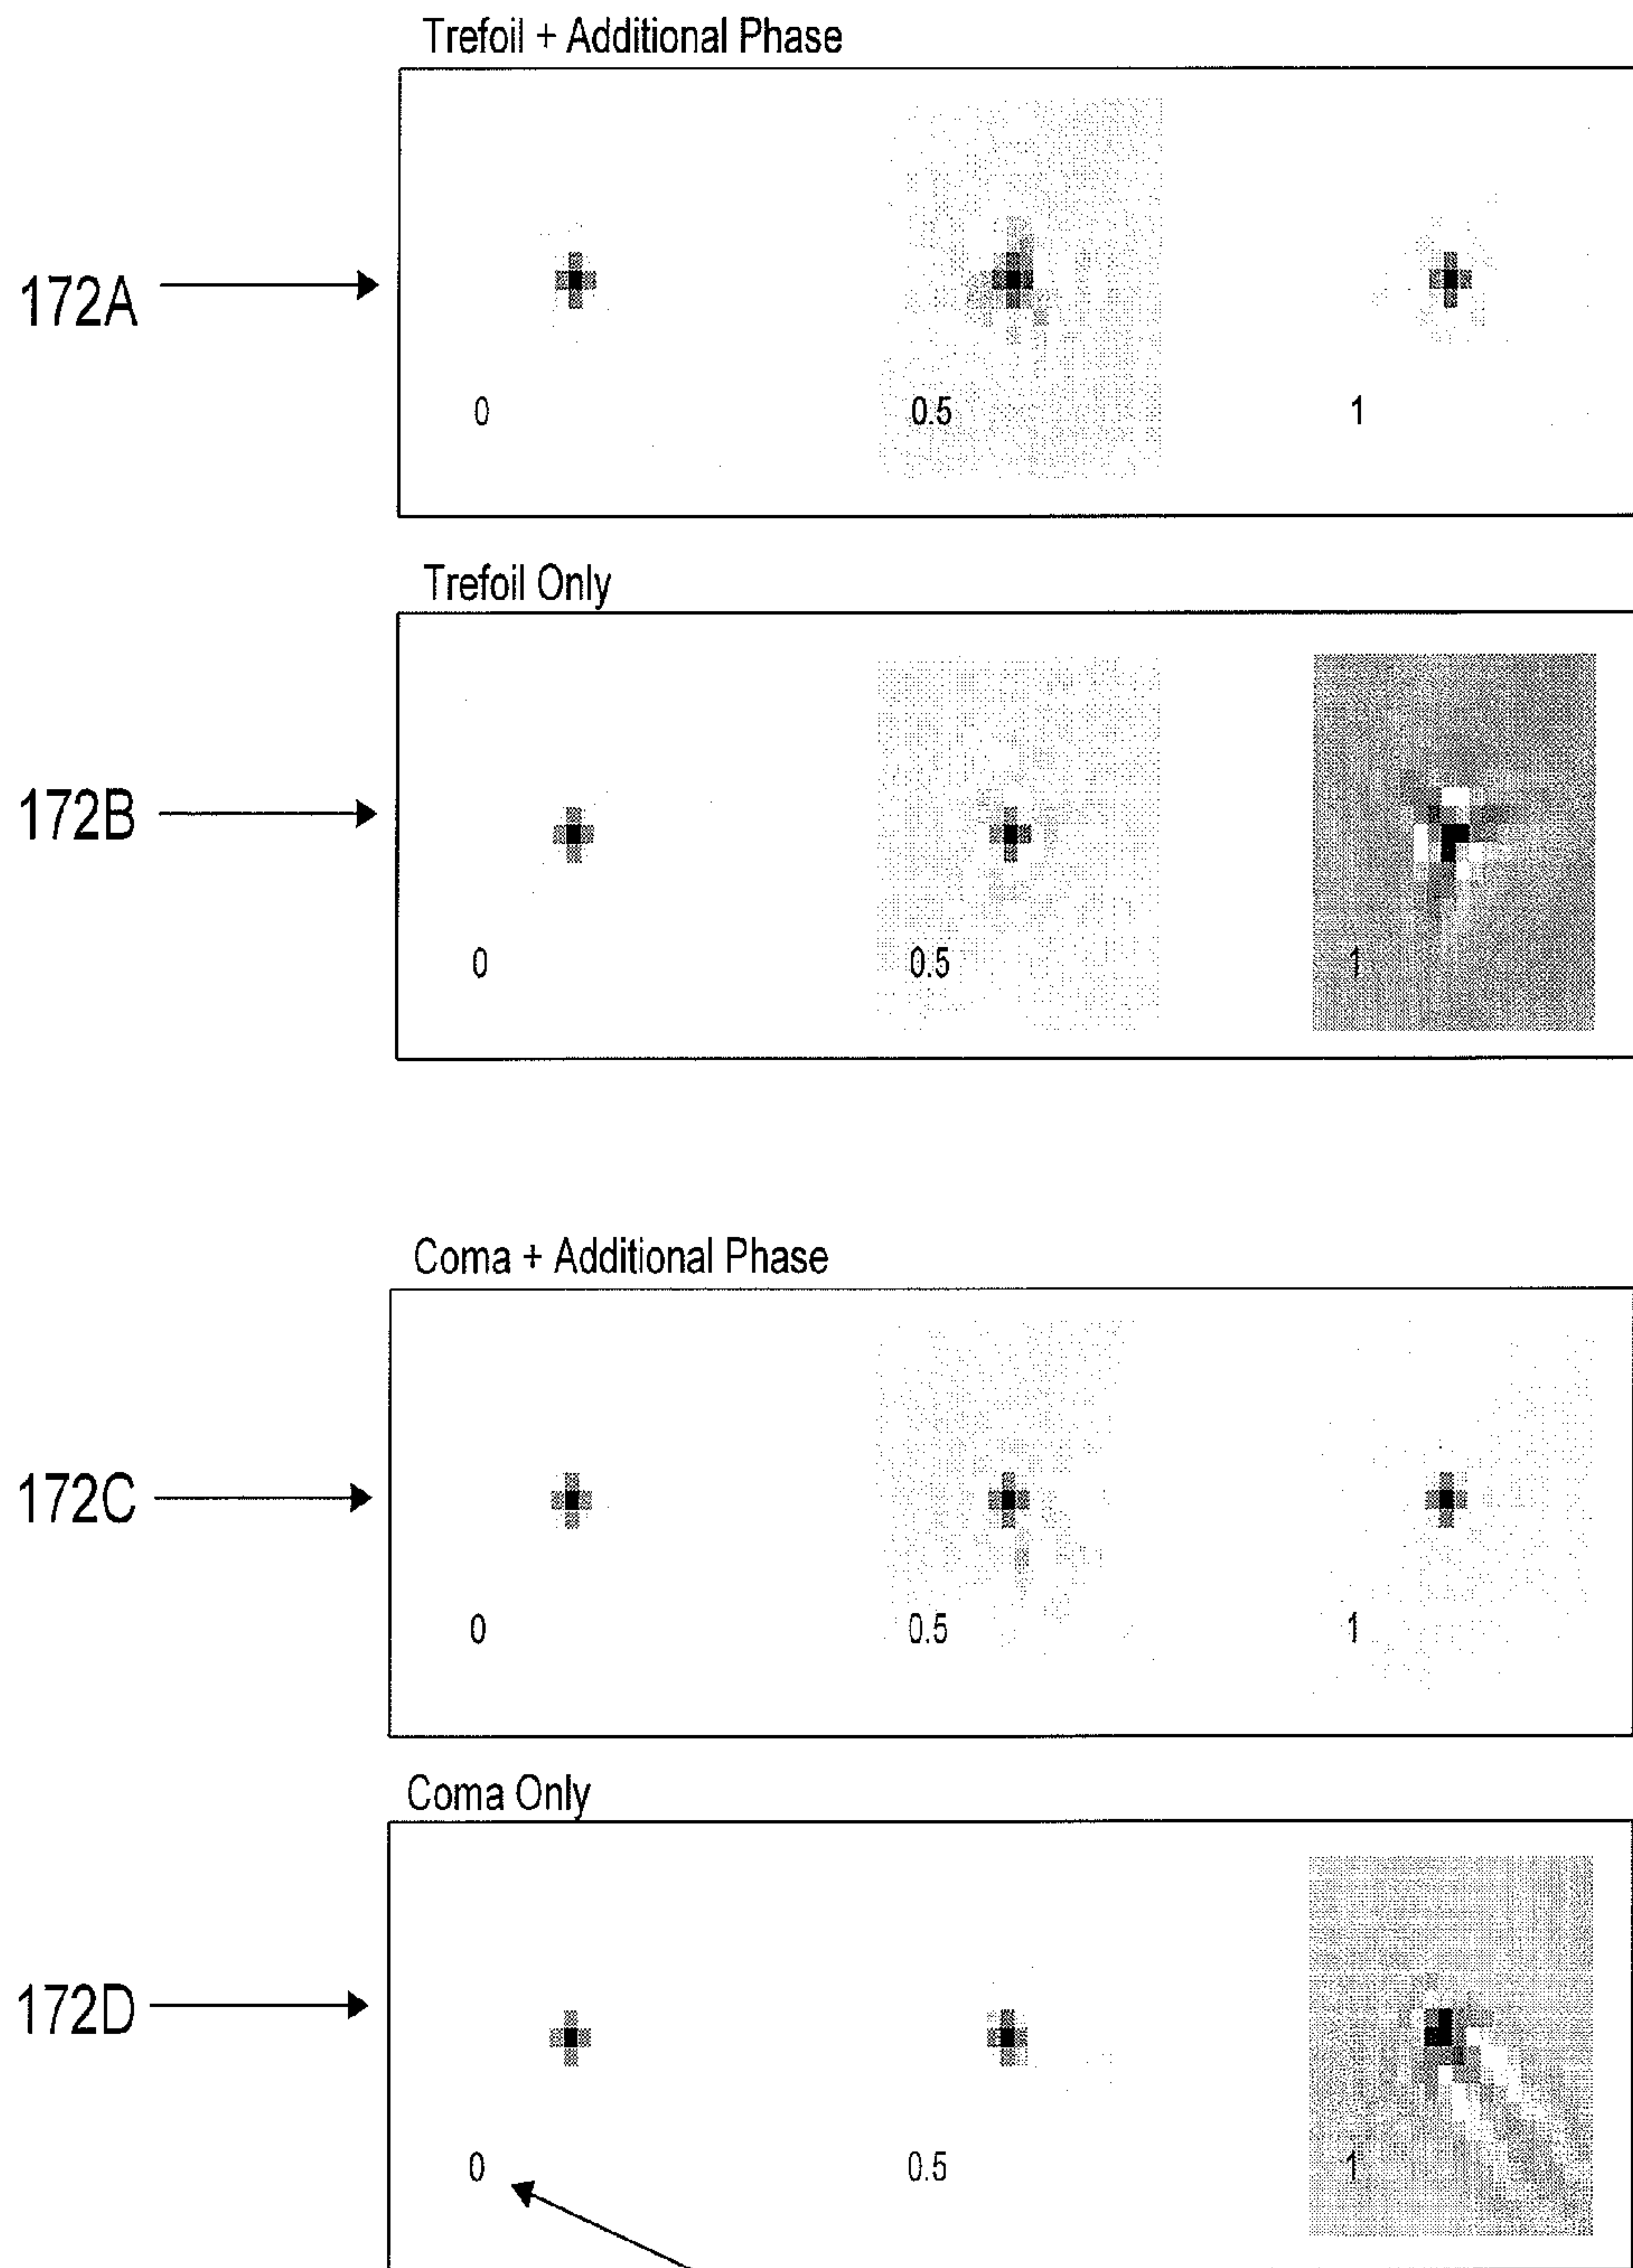 Trefoil + Additional Phase
172A
0 0.5 1
Trefoil Only
172B
0 0.5 1
Coma + Additional Phase
172C
0 0.5 1
Coma Only
172D
0 0.5 1